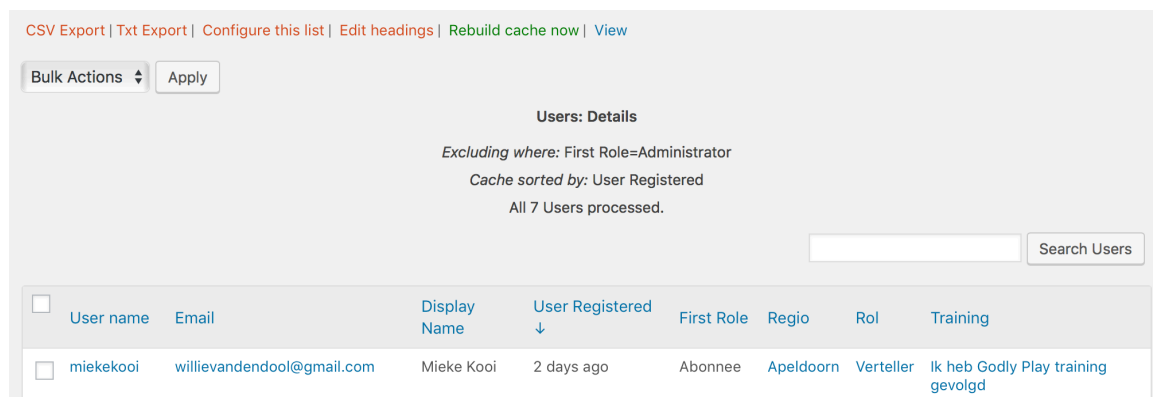 CSV Export | Txt Export | Configure this list | Edit headings | Rebuild cache now | View
Bulk Actions Apply
Users: Details
Excluding where: First Role=Administrator
Cache sorted by: User Registered
All 7 Users processed.
Search Users
User name Email Display Name User Registered ↓ First Role Regio Rol Training
miekekooi willievandendool@gmail.com Mieke Kooi 2 days ago Abonnee Apeldoorn Verteller Ik heb Godly Play training
gevolgd